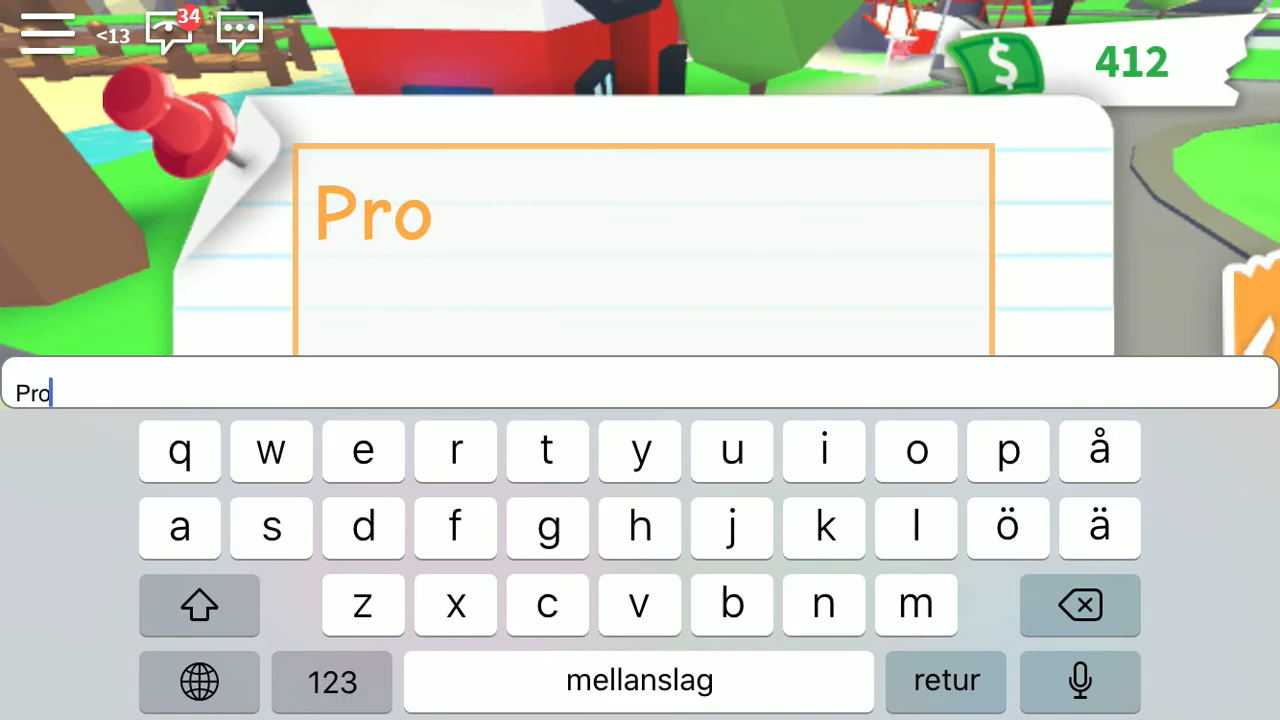 <13
34
$
412
Pro
Pro
q w e r t y u i o p å
a s d f g h j k l ö ä
z x c v b n m
123 mellanslag retur